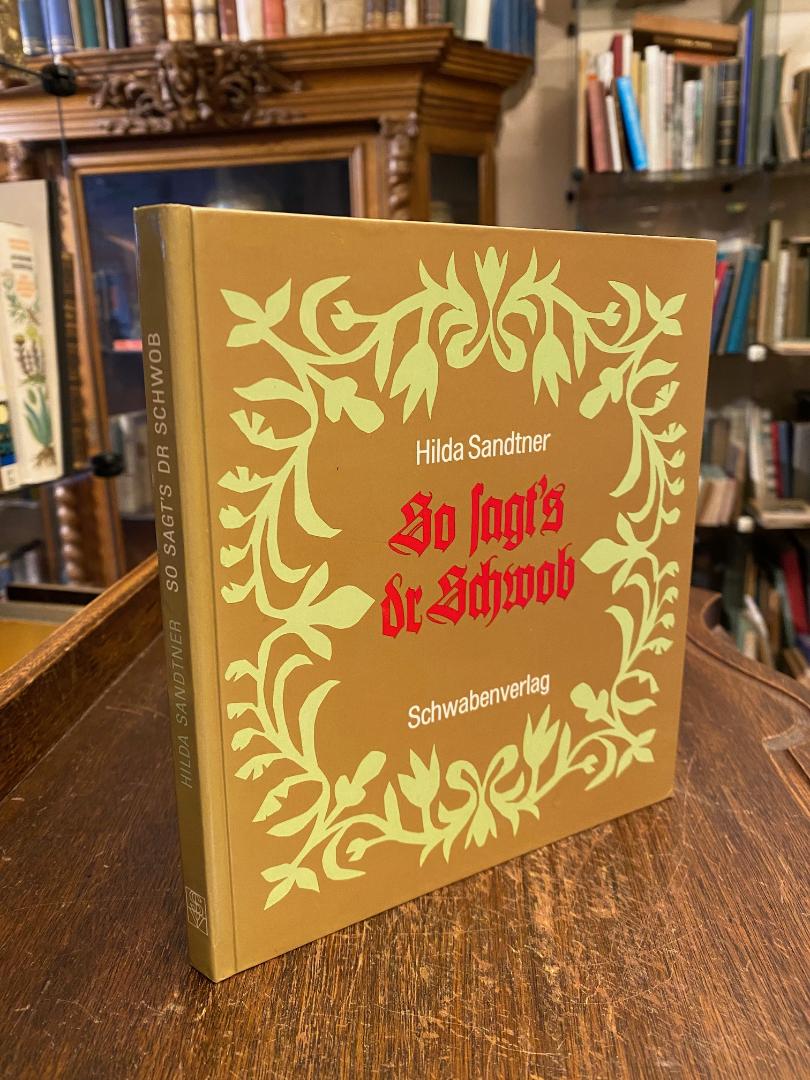 Hilda Sandtner
So ſagt's
dr Schwob
Schwabenverlag
HILDA SANDTNER SO SAGT'S DR SCHWOB